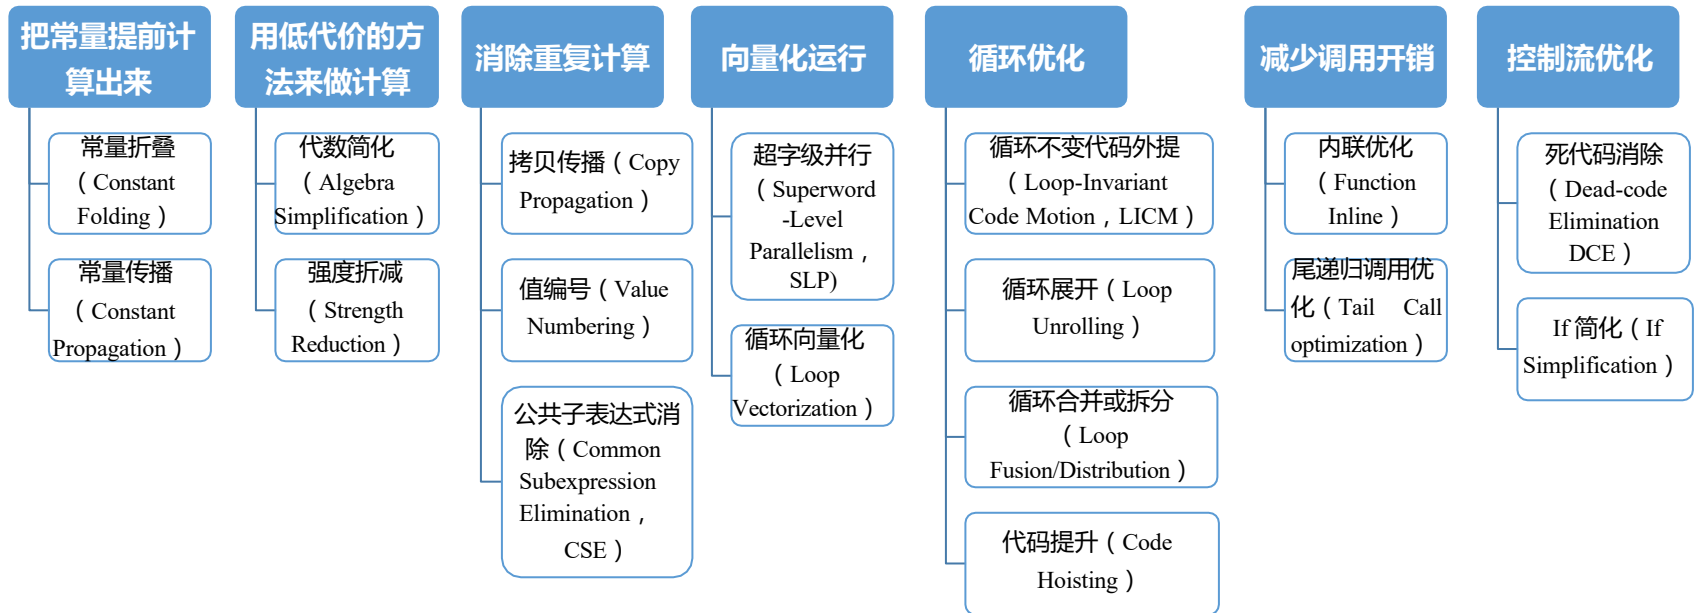 把常量提前计
算出来
常量折叠
（Constant
Folding）
常量传播
（Constant
Propagation）
用低代价的方
法来做计算
代数简化
（Algebra
Simplification）
强度折减
（Strength
Reduction）
消除重复计算
拷贝传播（Copy
Propagation）
值编号（Value
Numbering）
公共子表达式消
除（Common
Subexpression
Elimination，
CSE）
向量化运行
超字级并行
（Superword
-Level
Parallelism，
SLP)
循环向量化
（Loop
Vectorization）
循环优化
循环不变代码外提
（Loop-Invariant
Code Motion，LICM）
循环展开（Loop
Unrolling）
循环合并或拆分
（Loop
Fusion/Distribution）
代码提升（Code
Hoisting）
减少调用开销
内联优化
（Function
Inline）
尾递归调用优
化（Tail Call
optimization）
控制流优化
死代码消除
（Dead-code
Elimination
DCE）
If 简化（If
Simplification）